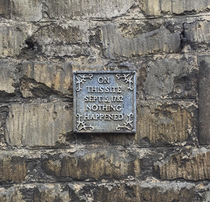 ON
THIS SITE
SEPT. 5, 1782
NOTHING
HAPPENED